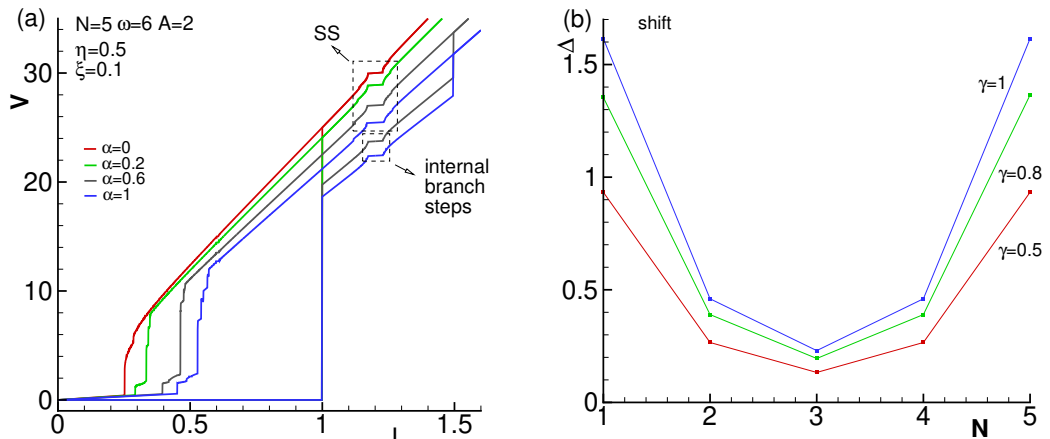 (a)
N=5 ω=6 A=2
η=0.5
ξ=0.1
SS
α=0
α=0.2
α=0.6
α=1
internal
branch
steps
V
30
20
10
0
0
0.5
1
1.5
(b)
shift
Δ
γ=1
γ=0.8
γ=0.5
1.5
1
0.5
0
1
2
3
4
5
N